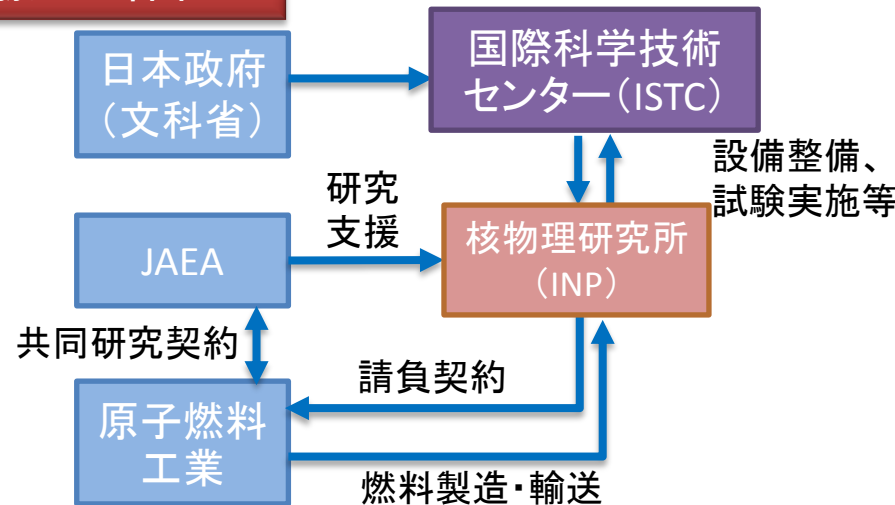 日本政府
（文科省）
国際科学技術
センター（ISTC）
設備整備、
試験実施等
研究
支援
JAEA
核物理研究所
（INP）
共同研究契約
請負契約
原子燃料
工業
燃料製造・輸送